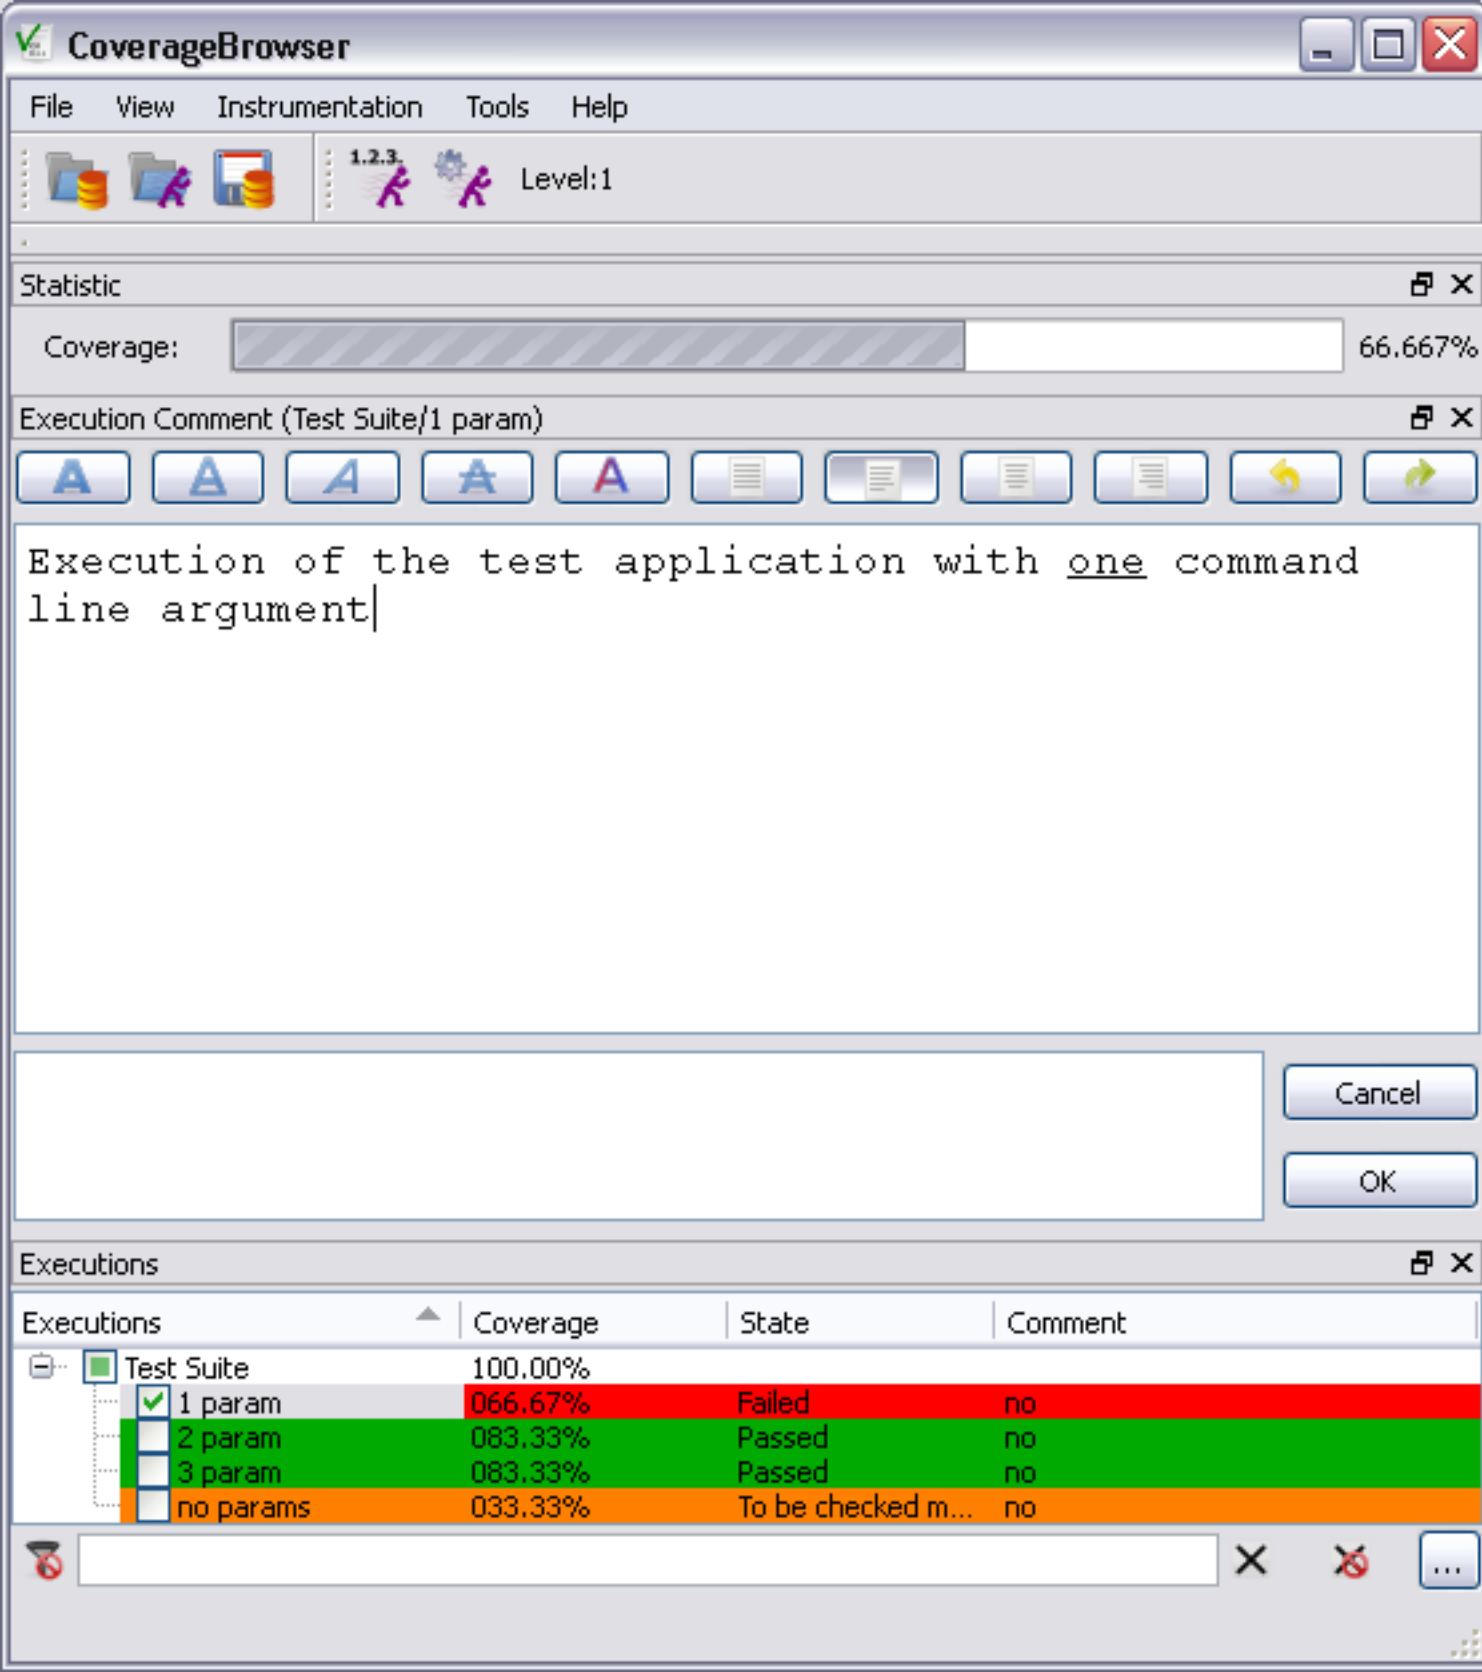 CoverageBrowser
File View Instrumentation Tools Help
1.2.3. Level:1
Statistic
Coverage: 66.667%
Execution Comment (Test Suite/1 param)
A A A A A
Execution of the test application with one command
line argument
Cancel
OK
Executions
Executions Coverage State Comment
Test Suite 100.00%
1 param 066.67% Failed no
2 param 083.33% Passed no
3 param 083.33% Passed no
no params 033.33% To be checked m... no
...